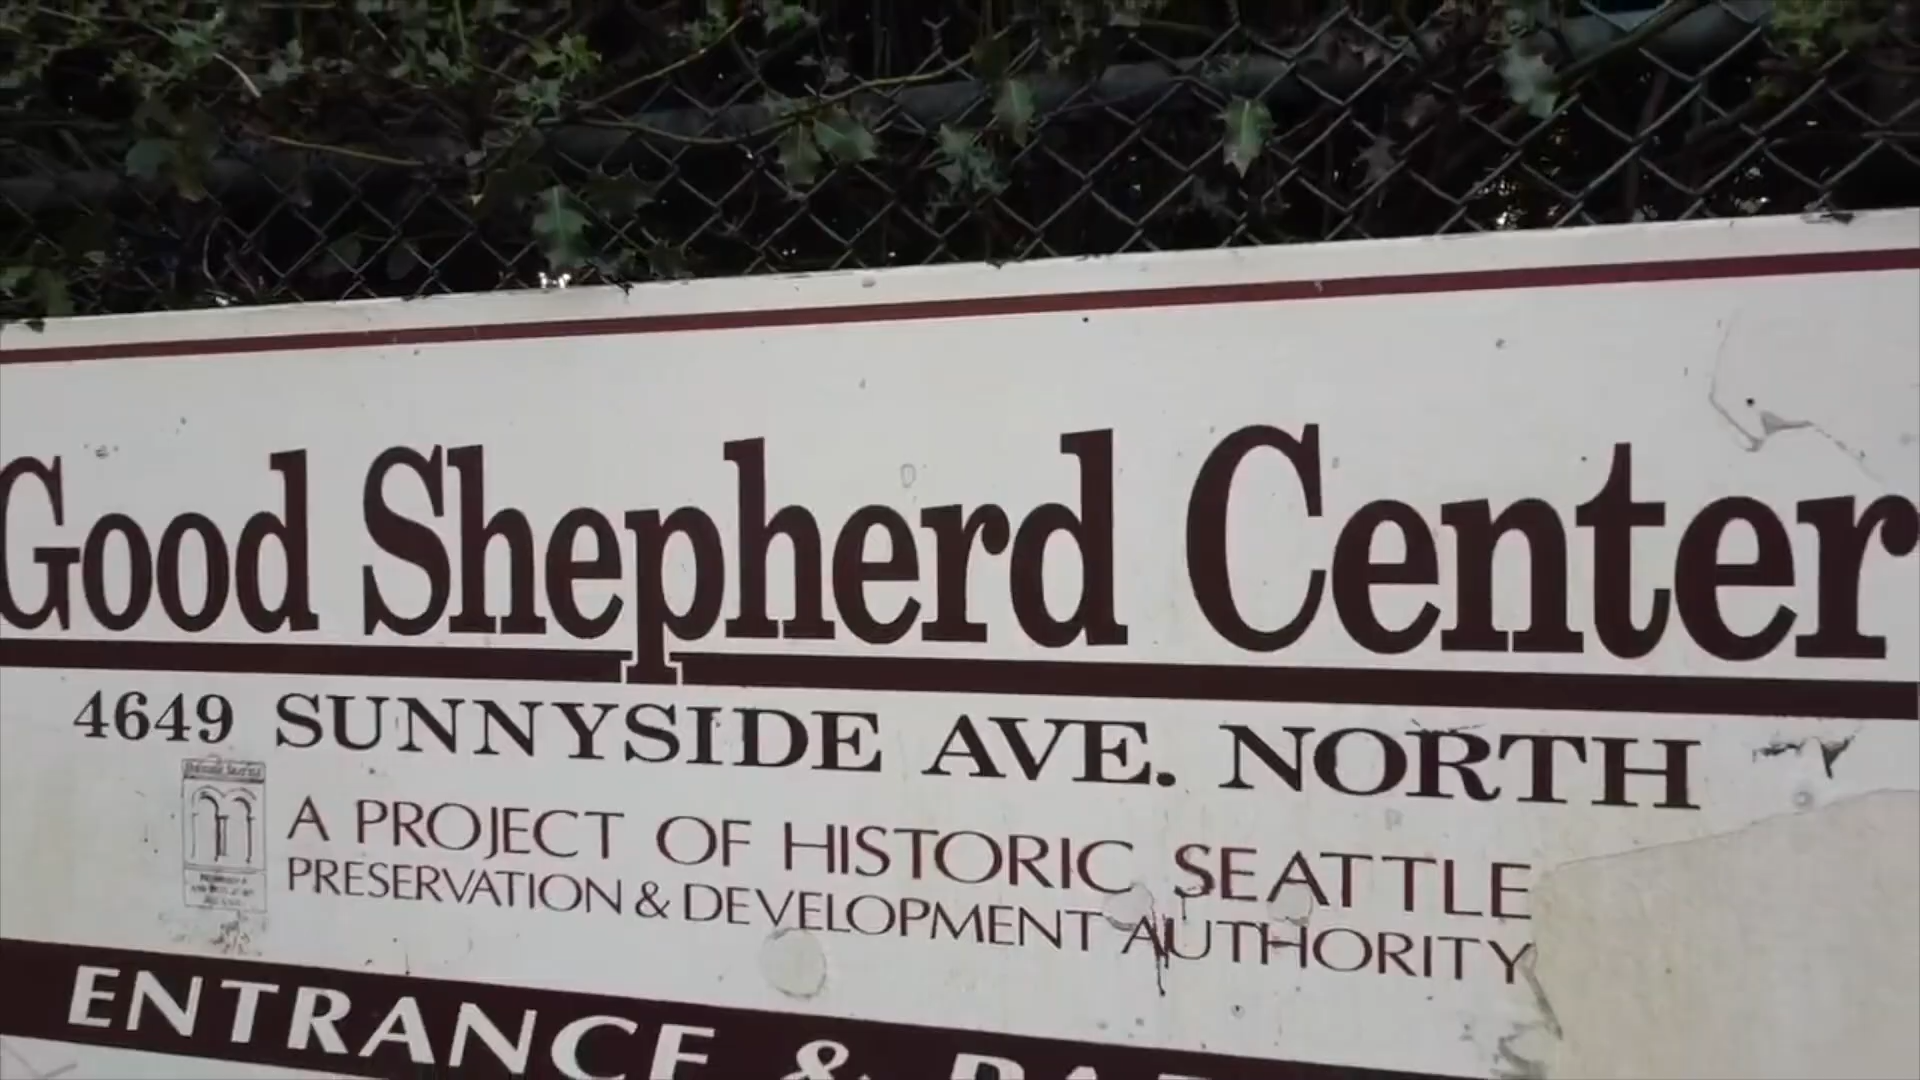 Good Shepherd Center
4649 SUNNYSIDE AVE. NORTH
A PROJECT OF HISTORIC SEATTLE
PRESERVATION & DEVELOPMENT AUTHORITY
ENTRANCE &